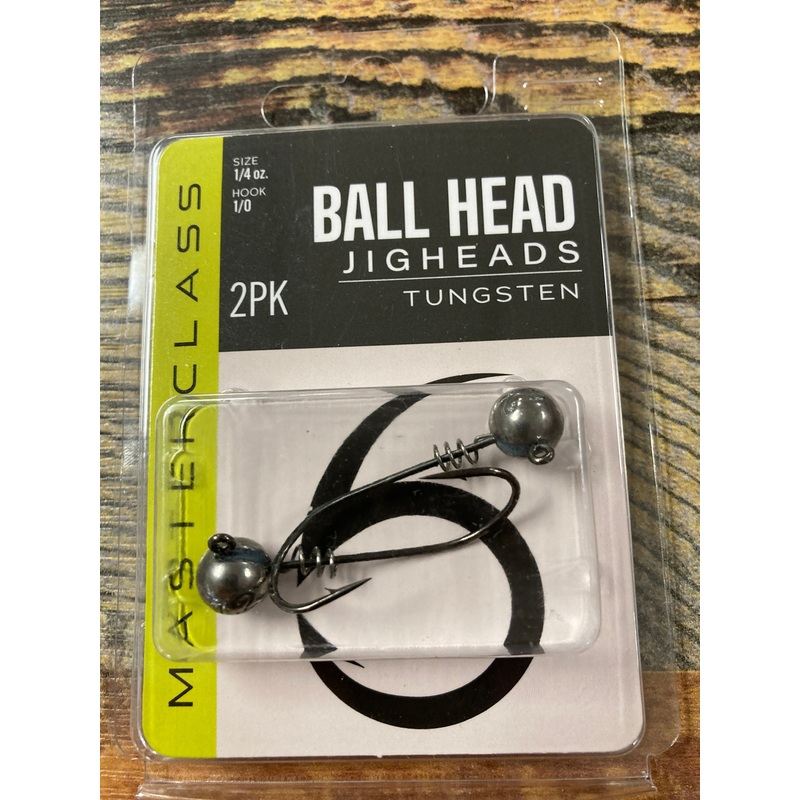 SIZE
1/4 oz.
HOOK
1/0
BALL HEAD
JIGHEADS
TUNGSTEN
2PK
MASTERCLASS